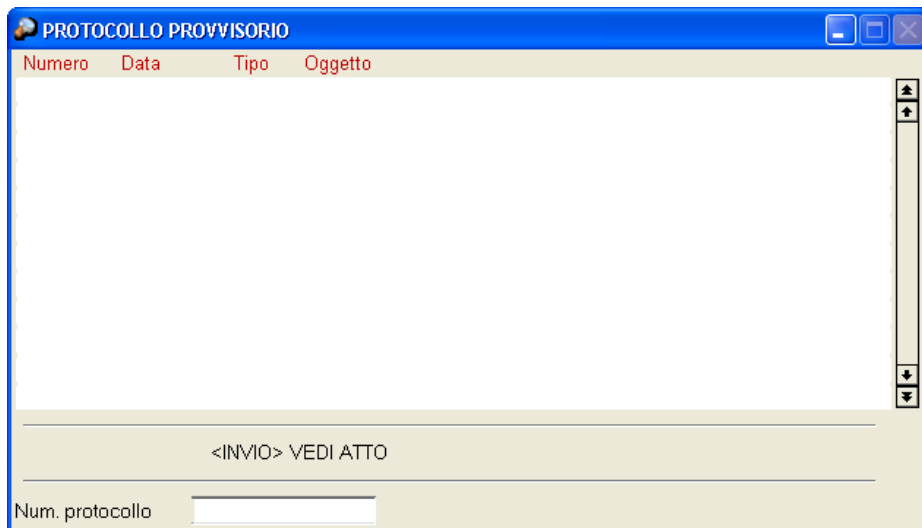 PROTOCOLLO PROVVISORIO
Numero Data Tipo Oggetto
<INVIO> VEDI ATTO
Num. protocollo